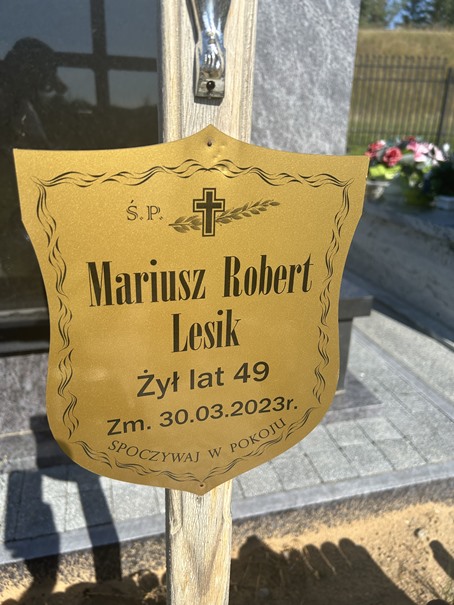 Ś.P.
Mariusz Robert
Lesik
Żył lat 49
Zm. 30.03.2023r.
SPOCZYWAJ W POKOJU